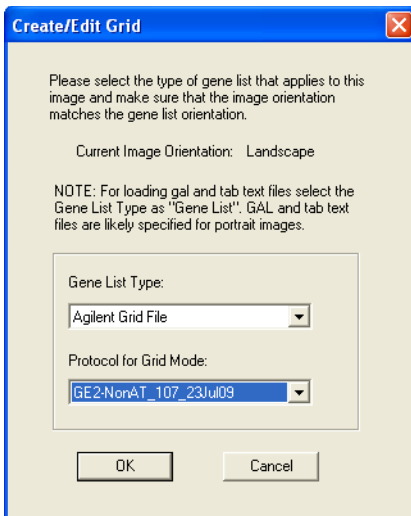 Create/Edit Grid
Please select the type of gene list that applies to this
image and make sure that the image orientation
matches the gene list orientation.
Current Image Orientation: Landscape
NOTE: For loading gal and tab text files select the
Gene List Type as "Gene List". GAL and tab text
files are likely specified for portrait images.
Gene List Type:
Agilent Grid File
Protocol for Grid Mode:
GE2-NonAT_107_23Jul09
OK Cancel